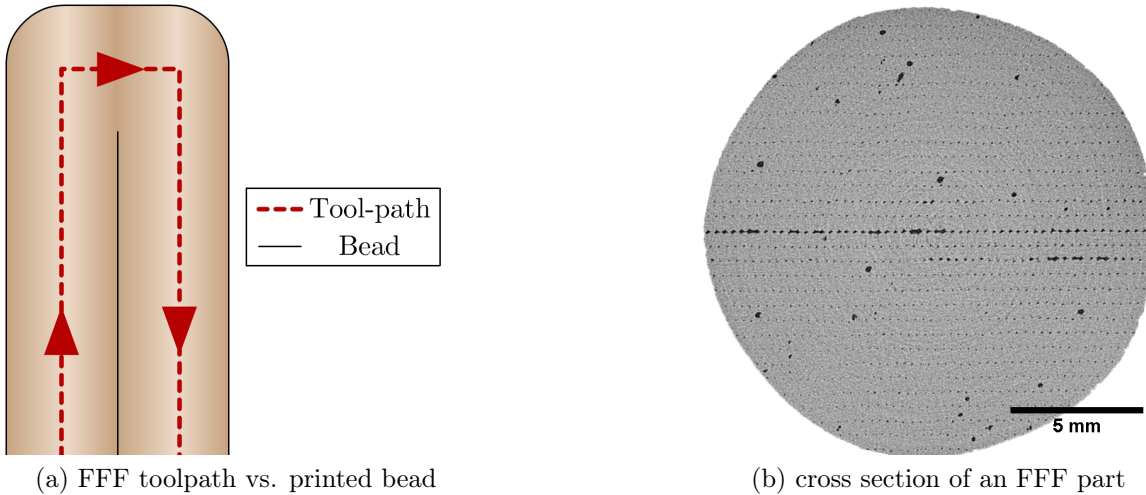 Tool-path
Bead
5 mm
(a) FFF toolpath vs. printed bead
(b) cross section of an FFF part